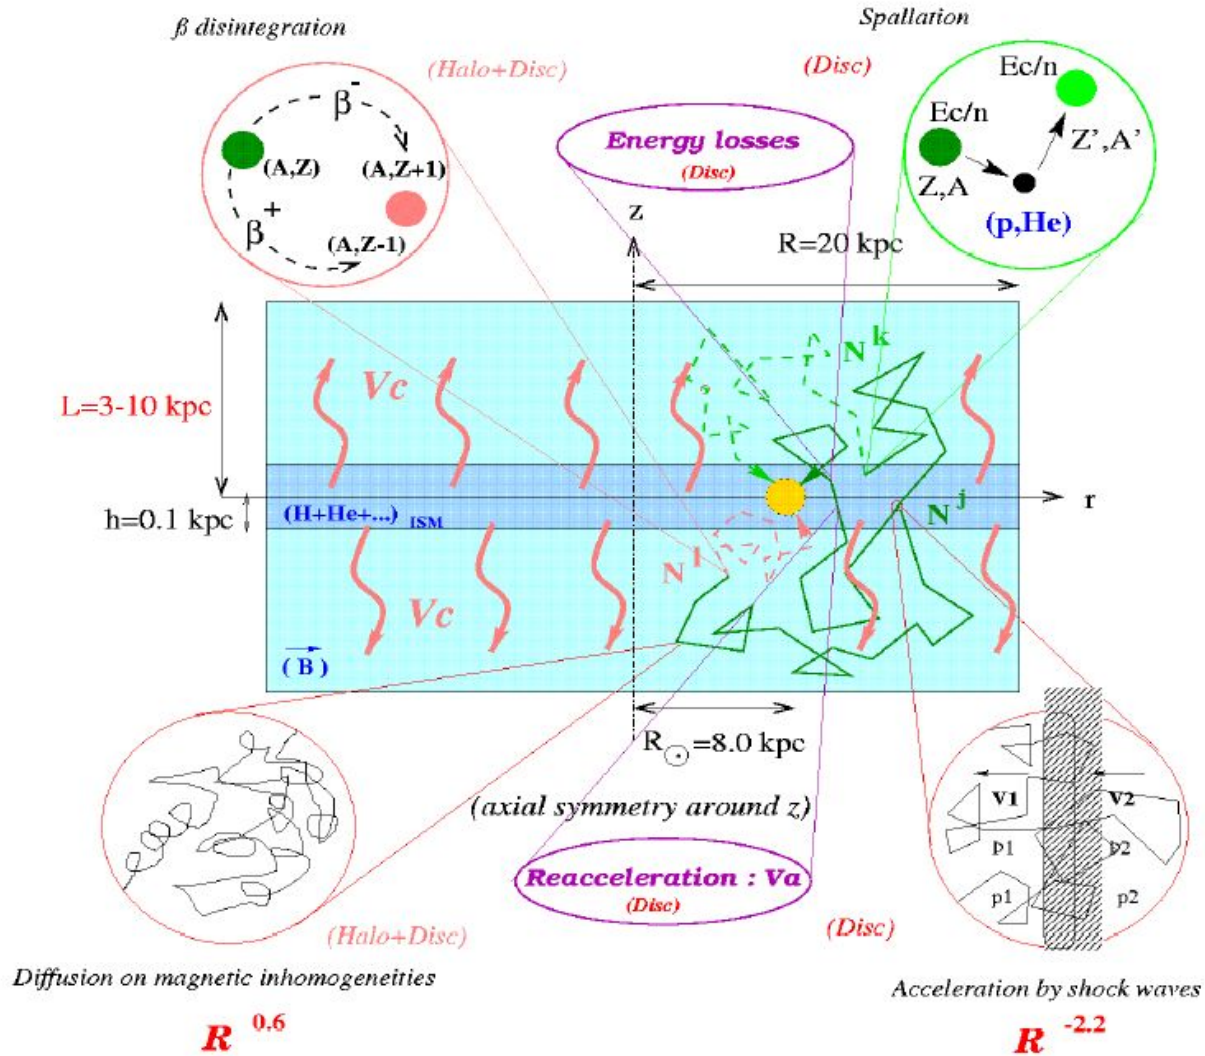 β disintegration
Spallation
(Halo+Disc)
(Disc)
β-
(A,Z)
(A,Z+1)
β+
(A,Z-1)
Energy losses
(Disc)
Ec/n
Ec/n
Z',A'
Z,A
(p,He)
z
R=20 kpc
Vc
N k
L=3-10 kpc
h=0.1 kpc
(H+He+...) ISM
r
N j
N l
Vc
(B)
R☉=8.0 kpc
(axial symmetry around z)
V1
V2
Þ1
Þ2
p1
p2
Reacceleration : Va
(Disc)
(Halo+Disc)
(Disc)
Diffusion on magnetic inhomogeneities
Acceleration by shock waves
R 0.6
R -2.2